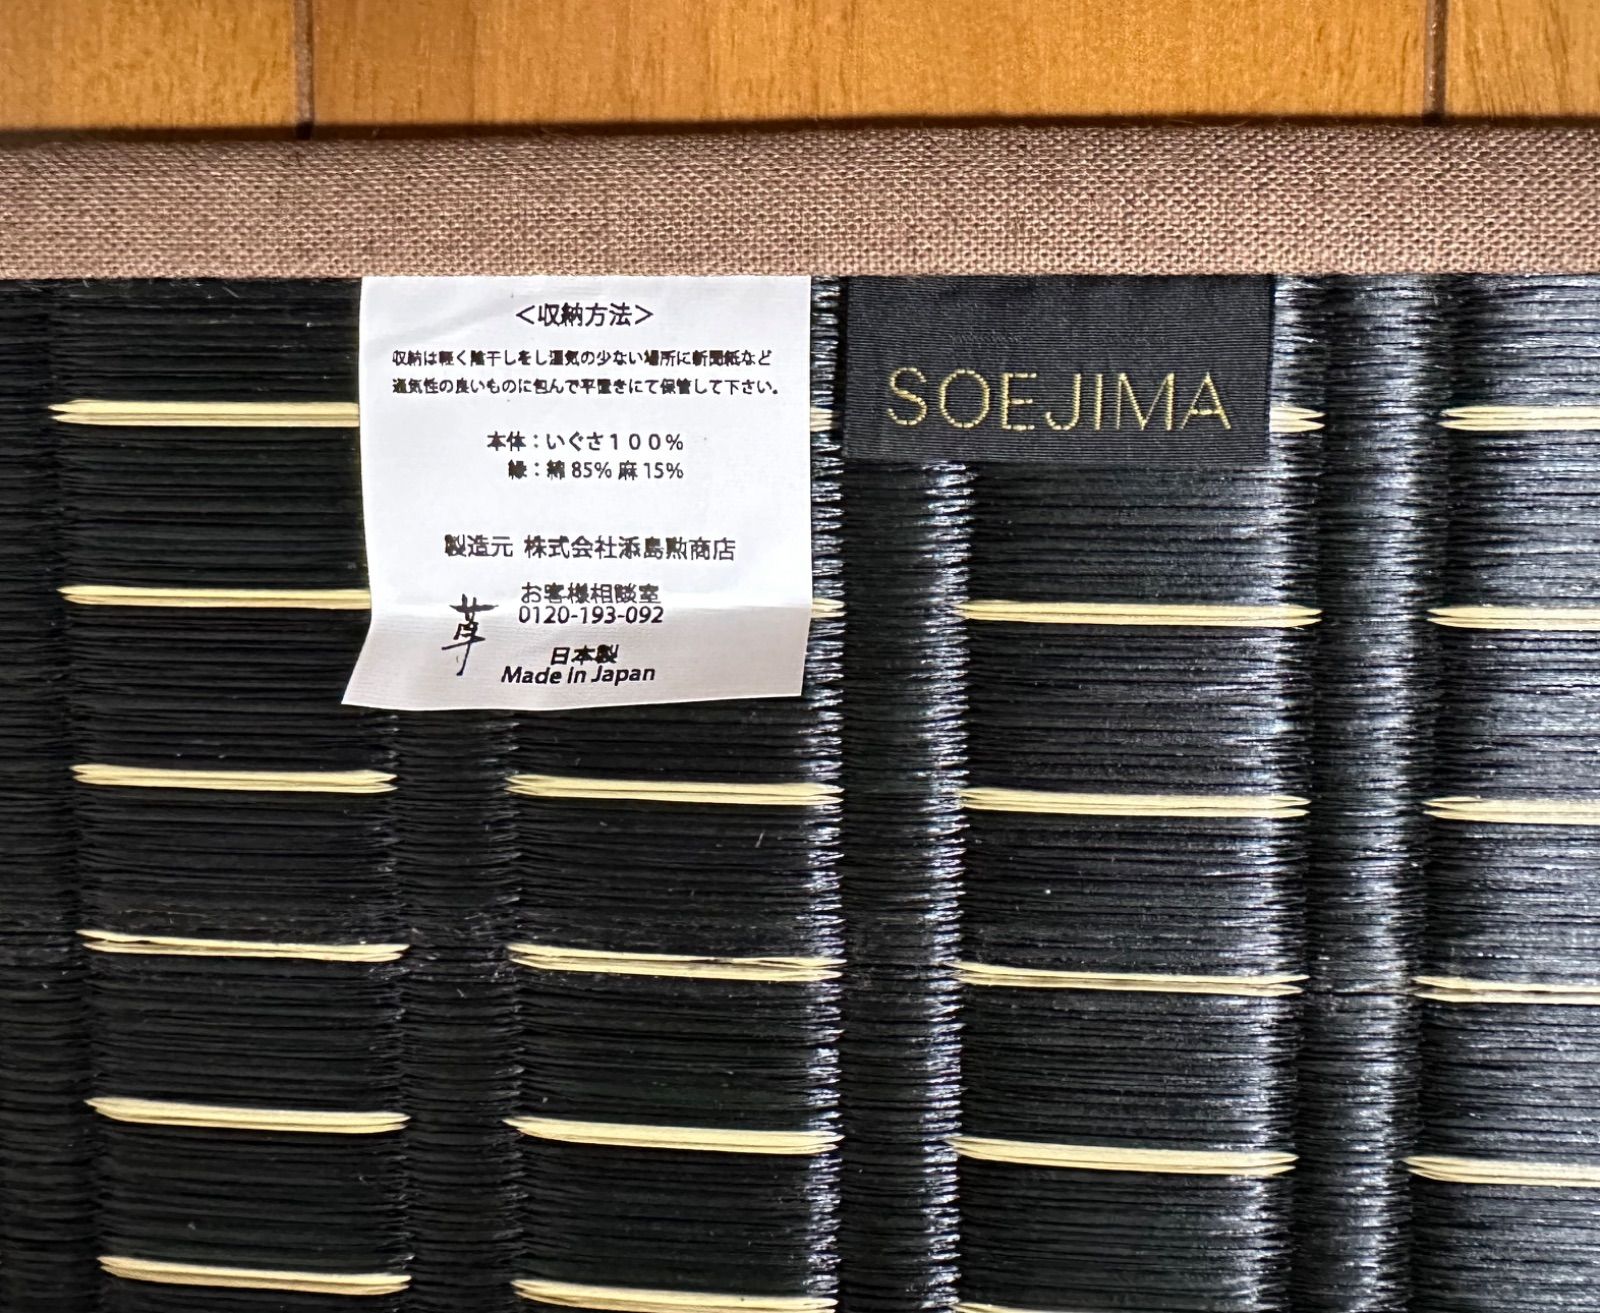 <収納方法>
収納は軽く陰干しをし湿気の少ない場所に新聞紙など
通気性の良いものに包んで平置きにて保管して下さい。
本体：いぐさ１００％
縁：綿 85% 麻 15%
製造元 株式会社添島勲商店
お客様相談室
0120-193-092
草
日本製
Made in Japan
SOEJIMA